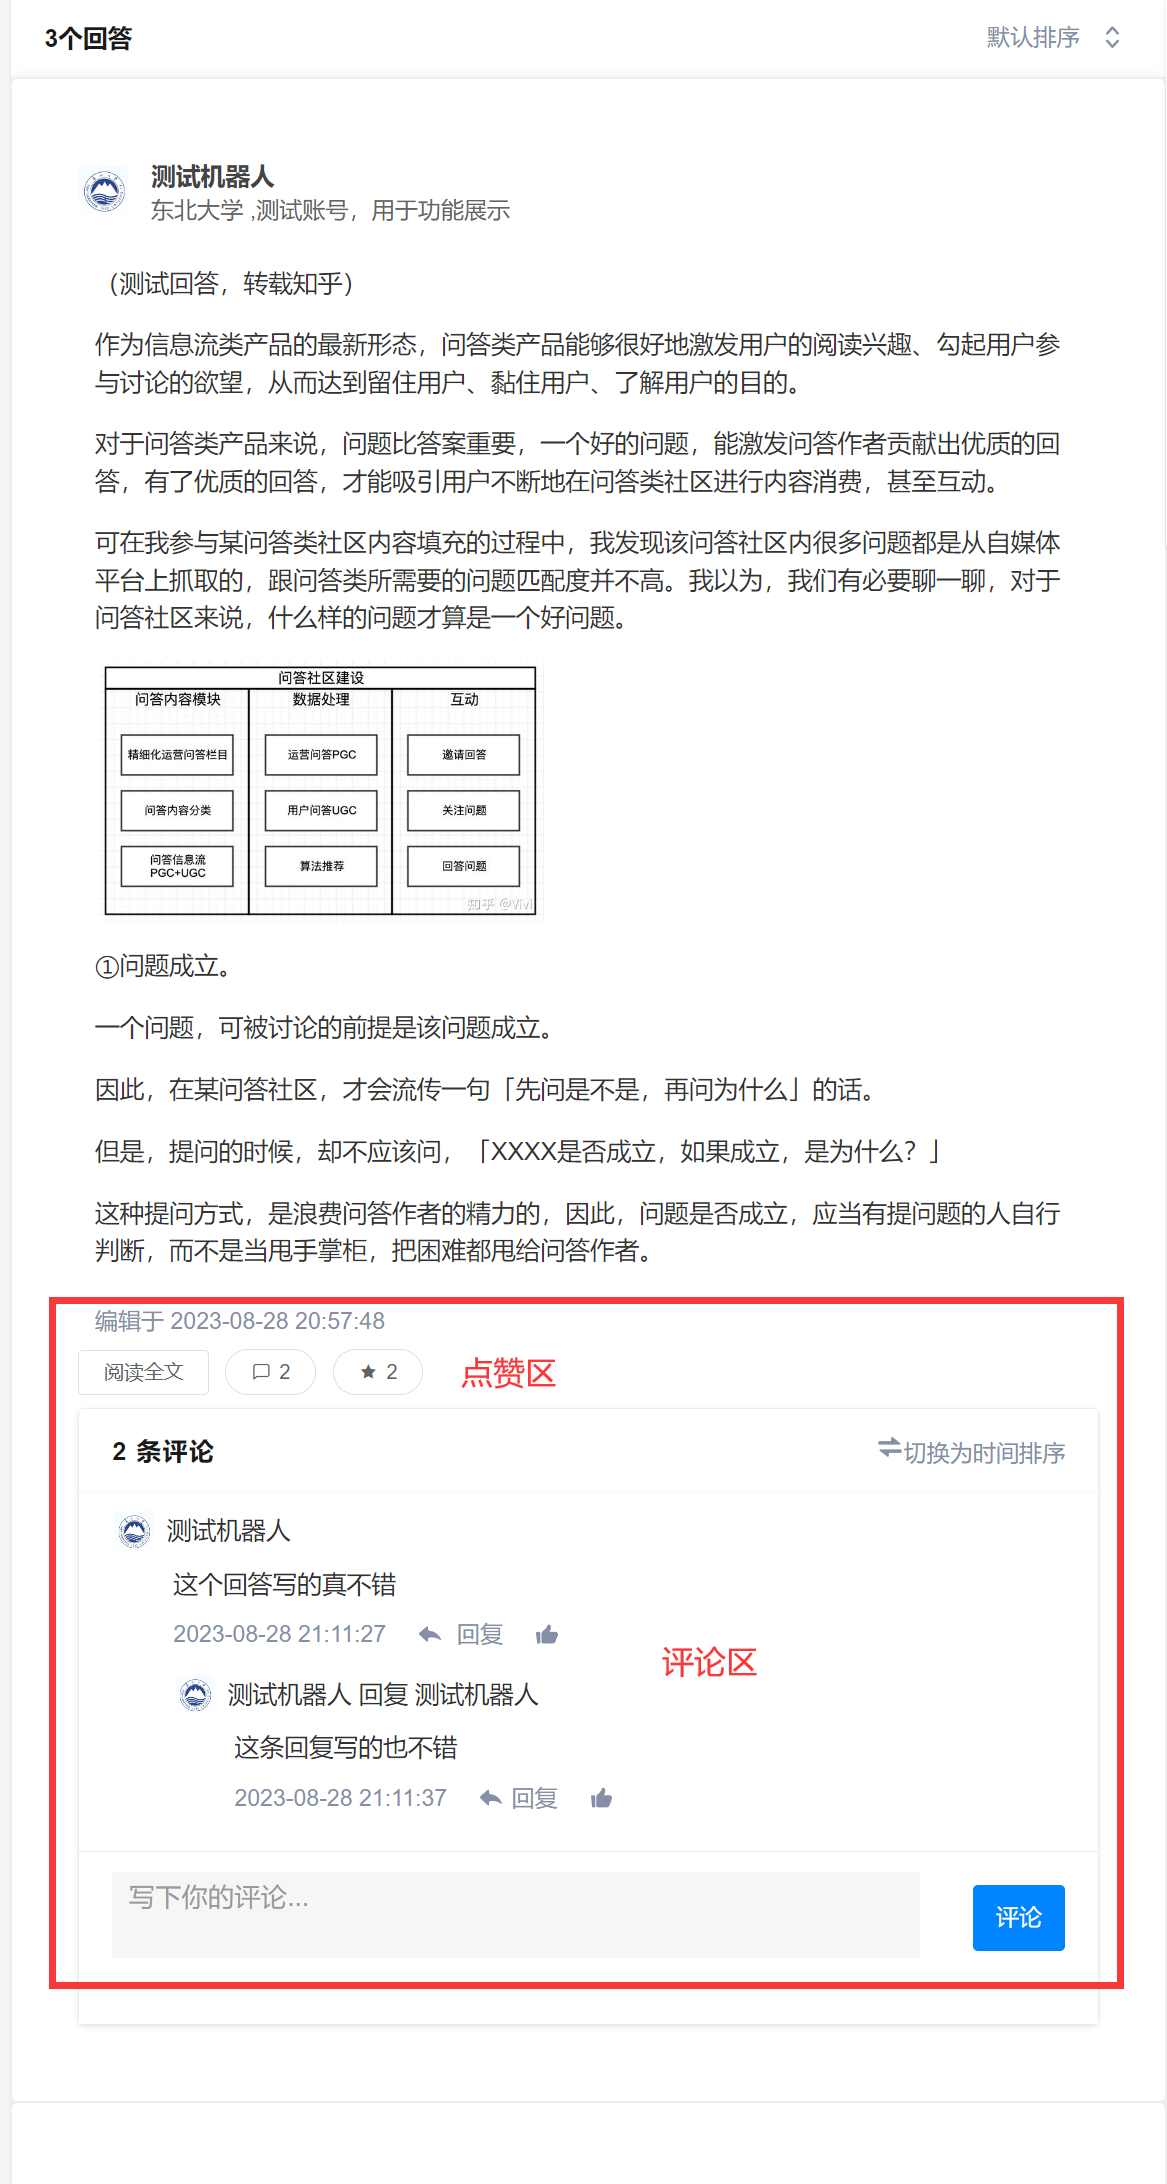 3个回答
默认排序
测试机器人
东北大学 ,测试账号，用于功能展示
（测试回答，转载知乎）
作为信息流类产品的最新形态，问答类产品能够很好地激发用户的阅读兴趣、勾起用户参
与讨论的欲望，从而达到留住用户、黏住用户、了解用户的目的。
对于问答类产品来说，问题比答案重要，一个好的问题，能激发问答作者贡献出优质的回
答，有了优质的回答，才能吸引用户不断地在问答类社区进行内容消费，甚至互动。
可在我参与某问答类社区内容填充的过程中，我发现该问答社区内很多问题都是从自媒体
平台上抓取的，跟问答类所需要的问题匹配度并不高。我以为，我们有必要聊一聊，对于
问答社区来说，什么样的问题才算是一个好问题。
问答社区建设
问答内容模块
数据处理
互动
精细化运营问答栏目
运营问答PGC
邀请回答
问答内容分类
用户问答UGC
关注问题
问答信息流
PGC+UGC
算法推荐
回答问题
知乎 @Vivi
①问题成立。
一个问题，可被讨论的前提是该问题成立。
因此，在某问答社区，才会流传一句「先问是不是，再问为什么」的话。
但是，提问的时候，却不应该问，「XXXX是否成立，如果成立，是为什么？」
这种提问方式，是浪费问答作者的精力的，因此，问题是否成立，应当有提问题的人自行
判断，而不是当甩手掌柜，把困难都甩给问答作者。
编辑于 2023-08-28 20:57:48
阅读全文
2
2
点赞区
2 条评论
切换为时间排序
测试机器人
这个回答写的真不错
2023-08-28 21:11:27
回复
评论区
测试机器人 回复 测试机器人
这条回复写的也不错
2023-08-28 21:11:37
回复
写下你的评论...
评论